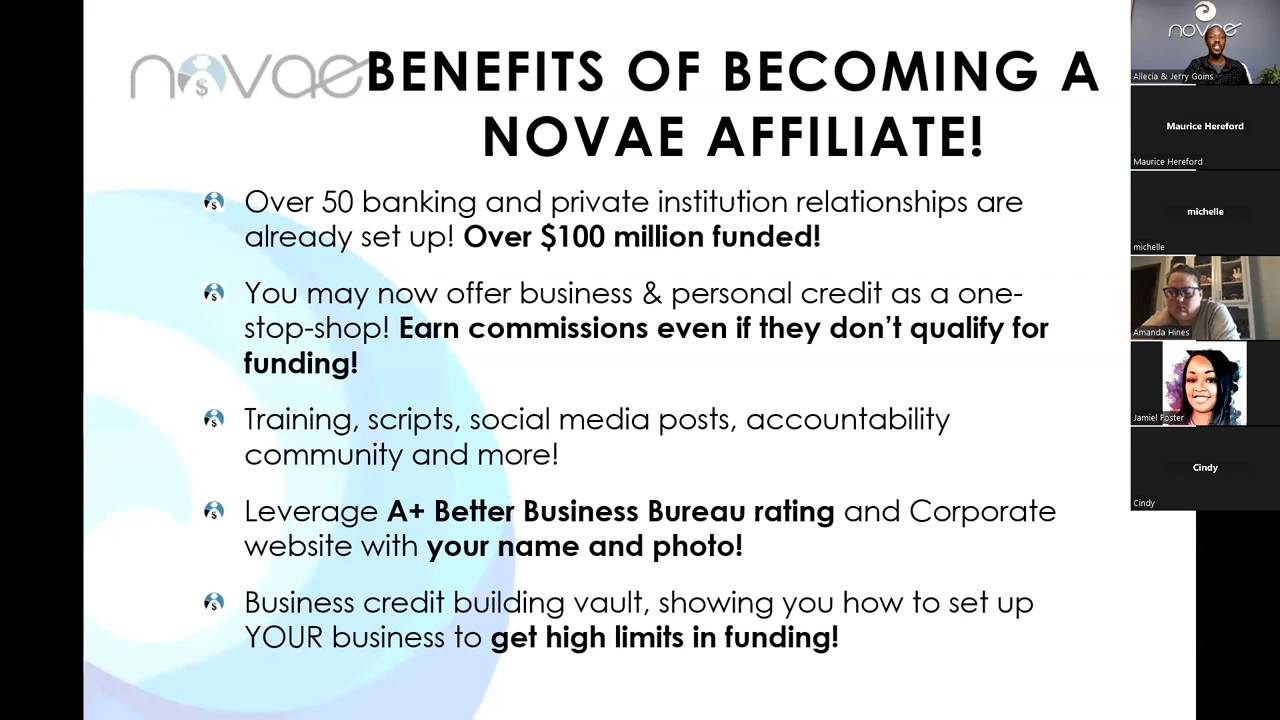 novae
BENEFITS OF BECOMING A
NOVAE AFFILIATE!
Over 50 banking and private institution relationships are
already set up! Over $100 million funded!
You may now offer business & personal credit as a one-
stop-shop! Earn commissions even if they don’t qualify for
funding!
Training, scripts, social media posts, accountability
community and more!
Leverage A+ Better Business Bureau rating and Corporate
website with your name and photo!
Business credit building vault, showing you how to set up
YOUR business to get high limits in funding!
novae
Allecia & Jerry Goins
Maurice Hereford
Maurice Hereford
michelle
michelle
Amanda Hines
Jamiel Foster
Cindy
Cindy